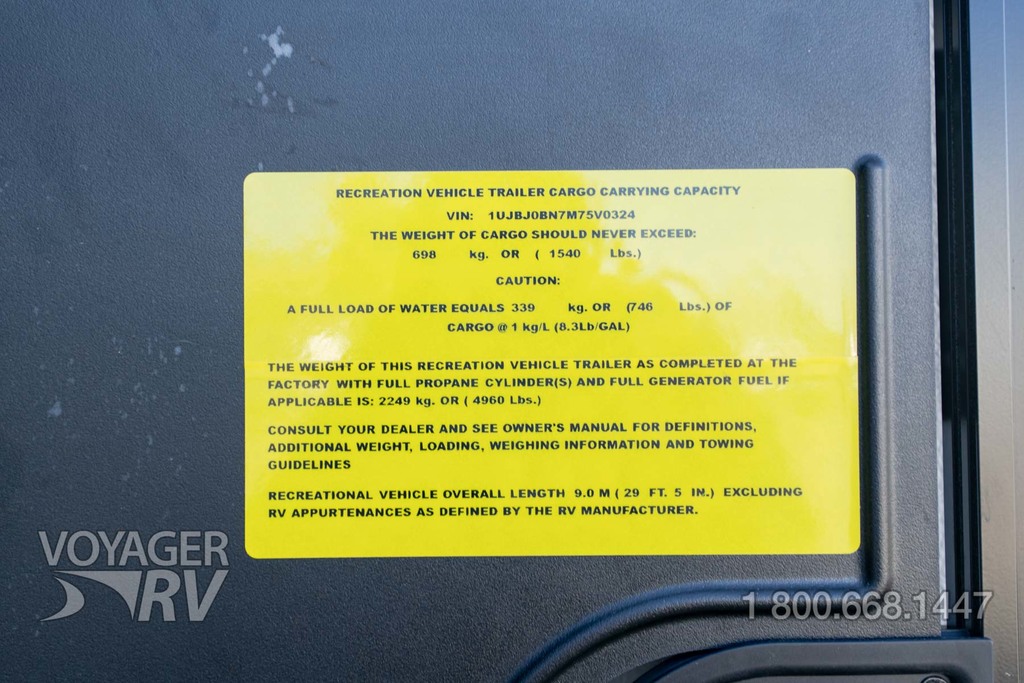 RECREATION VEHICLE TRAILER CARGO CARRYING CAPACITY
VIN: 1UJBJ0BN7M75V0324
THE WEIGHT OF CARGO SHOULD NEVER EXCEED:
698 kg. OR ( 1540 Lbs.)
CAUTION:
A FULL LOAD OF WATER EQUALS 339 kg. OR (746 Lbs.) OF
CARGO @ 1 kg/L (8.3Lb/GAL)
THE WEIGHT OF THIS RECREATION VEHICLE TRAILER AS COMPLETED AT THE
FACTORY WITH FULL PROPANE CYLINDER(S) AND FULL GENERATOR FUEL IF
APPLICABLE IS: 2249 kg. OR ( 4960 Lbs.)
CONSULT YOUR DEALER AND SEE OWNER'S MANUAL FOR DEFINITIONS,
ADDITIONAL WEIGHT, LOADING, WEIGHING INFORMATION AND TOWING
GUIDELINES
RECREATIONAL VEHICLE OVERALL LENGTH 9.0 M ( 29 FT. 5 IN.) EXCLUDING
RV APPURTENANCES AS DEFINED BY THE RV MANUFACTURER.
VOYAGER
RV
1 800.668.1447